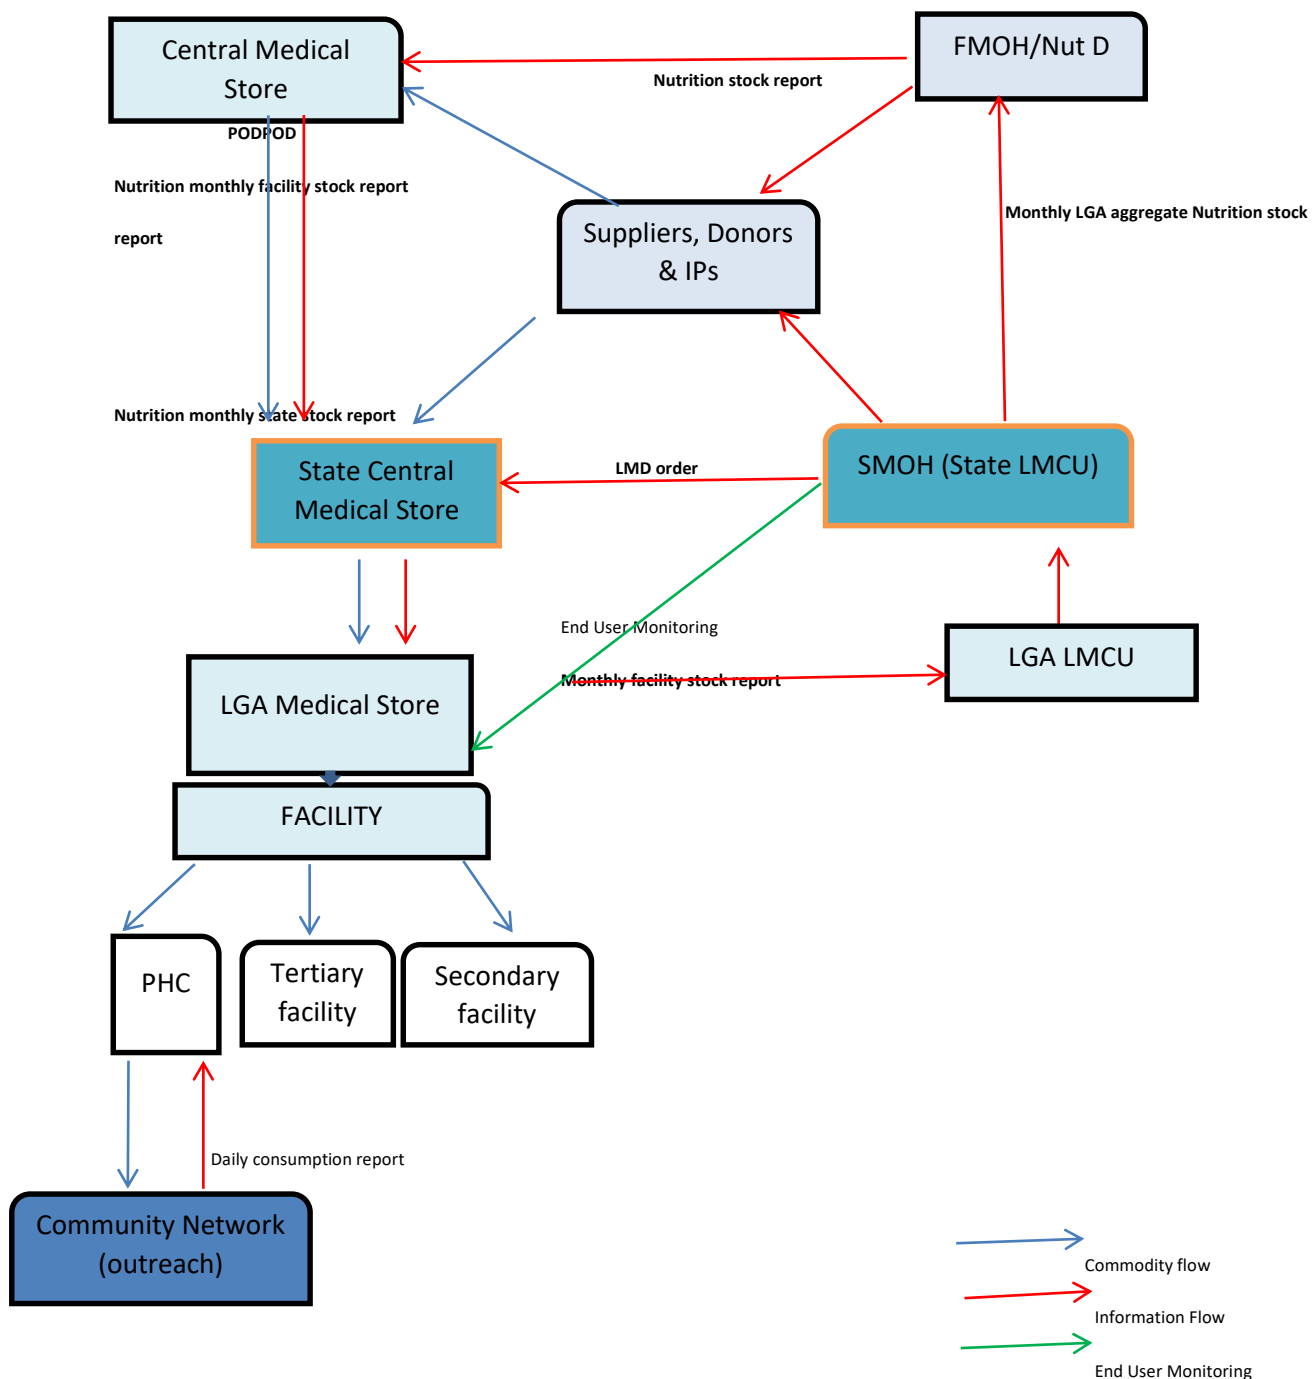 Central Medical
Store
FMOH/Nut D
Nutrition stock report
PODPOD
Nutrition monthly facility stock report
report
Monthly LGA aggregate Nutrition stock
Suppliers, Donors
& IPs
Nutrition monthly state stock report
State Central
Medical Store
LMD order
SMOH (State LMCU)
End User Monitoring
Monthly facility stock report
LGA LMCU
LGA Medical Store
FACILITY
PHC
Tertiary
facility
Secondary
facility
Daily consumption report
Community Network
(outreach)
Commodity flow
Information Flow
End User Monitoring